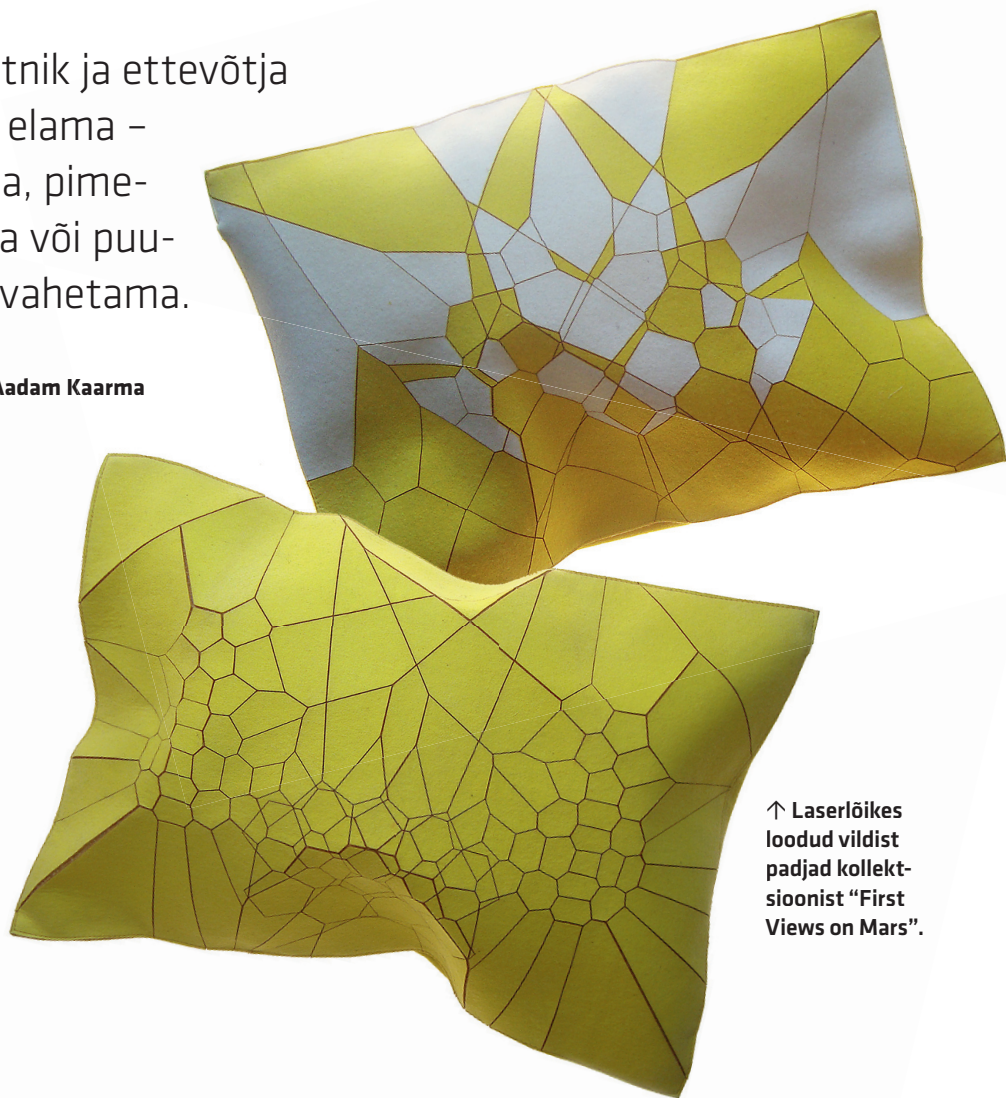 tnik ja ettevõtja
elama –
a, pime-
a või puu-
vahetama.
Aadam Kaarma
↑ Laserlõikes
loodud vildist
padjad kollekt-
sioonist “First
Views on Mars”.